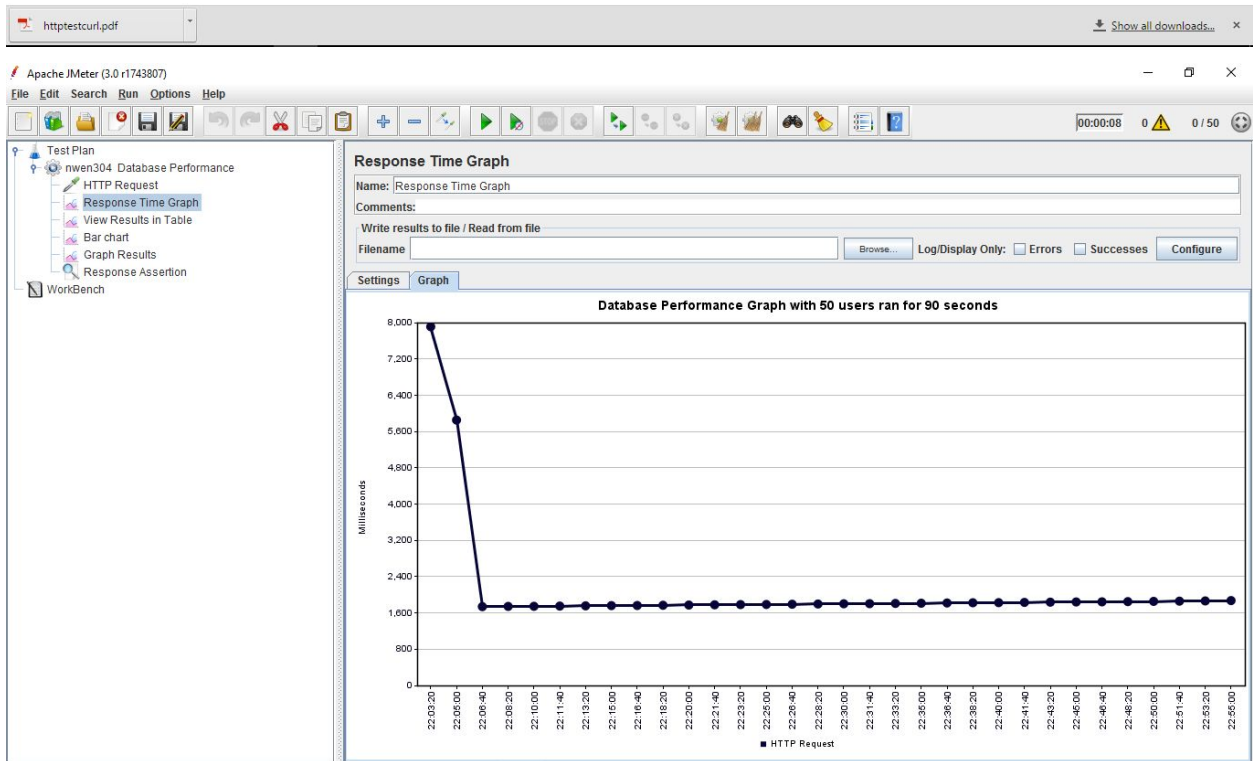 httptestcurl.pdf
Show all downloads...
Apache JMeter (3.0 r1743807)
File Edit Search Run Options Help
00:00:08 0 0 / 50
Test Plan
nwen304 Database Performance
HTTP Request
Response Time Graph
View Results in Table
Bar chart
Graph Results
Response Assertion
WorkBench
Response Time Graph
Name: Response Time Graph
Comments:
Write results to file / Read from file
Filename Browse... Log/Display Only: Errors Successes Configure
Settings Graph
Database Performance Graph with 50 users ran for 90 seconds
8,000
7,200
6,400
5,600
4,800
4,000
3,200
2,400
1,600
800
0
Milliseconds
22:03:20
22:05:00
22:06:40
22:08:20
22:10:00
22:11:40
22:13:20
22:15:00
22:16:40
22:18:20
22:20:00
22:21:40
22:23:20
22:25:00
22:26:40
22:28:20
22:30:00
22:31:40
22:33:20
22:35:00
22:36:40
22:38:20
22:40:00
22:41:40
22:43:20
22:45:00
22:46:40
22:48:20
22:50:00
22:51:40
22:53:20
22:55:00
HTTP Request